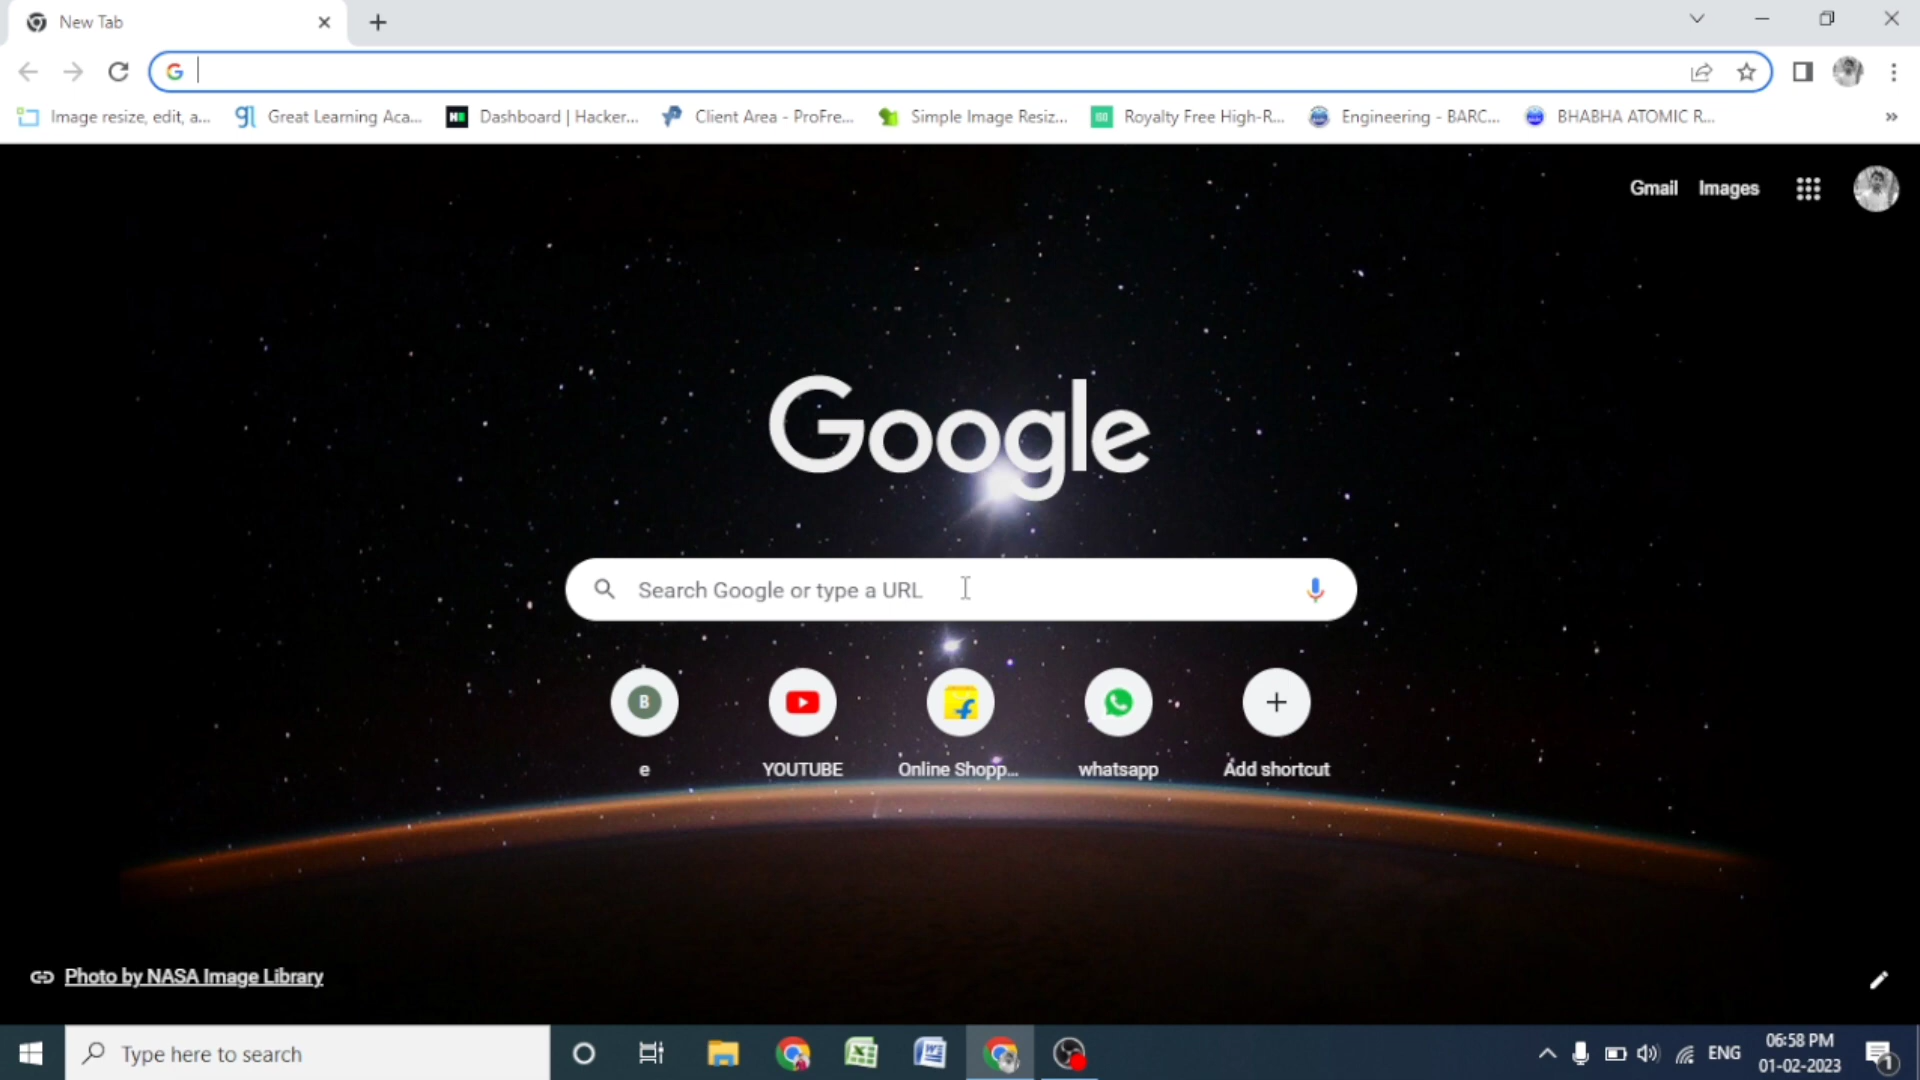 New Tab
Image resize, edit, a...
Great Learning Aca...
Dashboard | Hacker...
Client Area - ProFre...
Simple Image Resiz...
Royalty Free High-R...
Engineering - BARC...
BHABHA ATOMIC R...
Gmail
Images
Google
Search Google or type a URL
B
e
YOUTUBE
Online Shopp...
whatsapp
Add shortcut
Photo by NASA Image Library
Type here to search
ENG
06:58 PM
01-02-2023
1